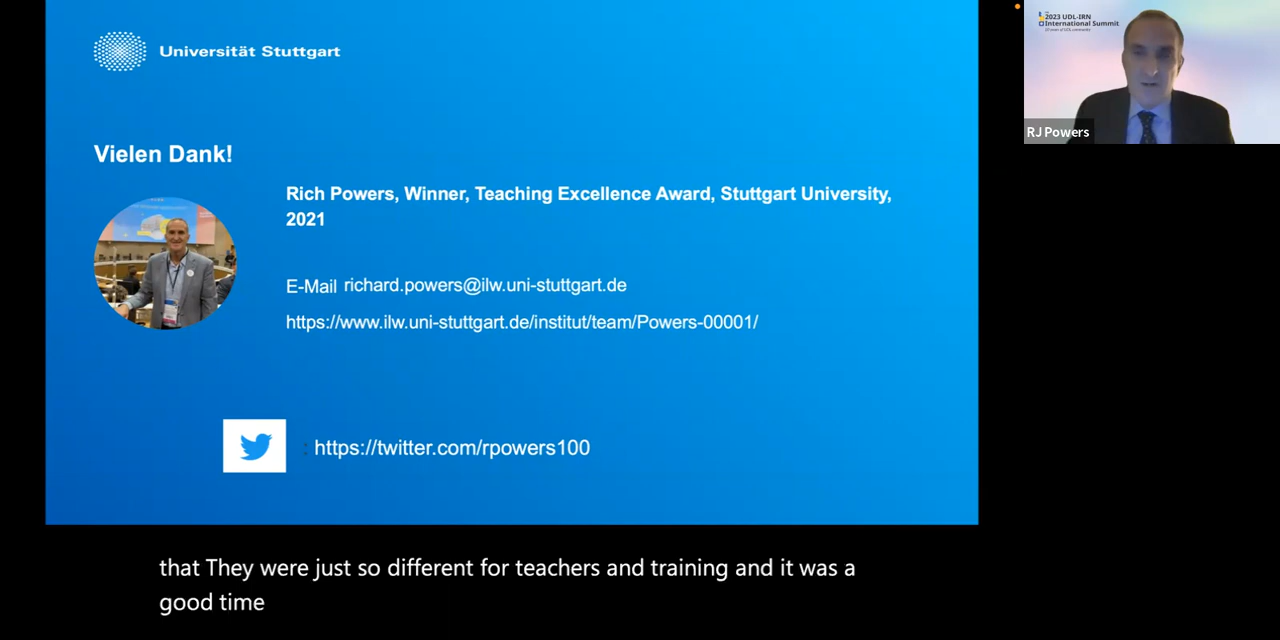 Universität Stuttgart
Vielen Dank!
Rich Powers, Winner, Teaching Excellence Award, Stuttgart University,
2021
E-Mail richard.powers@ilw.uni-stuttgart.de
https://www.ilw.uni-stuttgart.de/institut/team/Powers-00001/
: https://twitter.com/rpowers100
2023 UDL-IRN
International Summit
RJ Powers
that They were just so different for teachers and training and it was a
good time